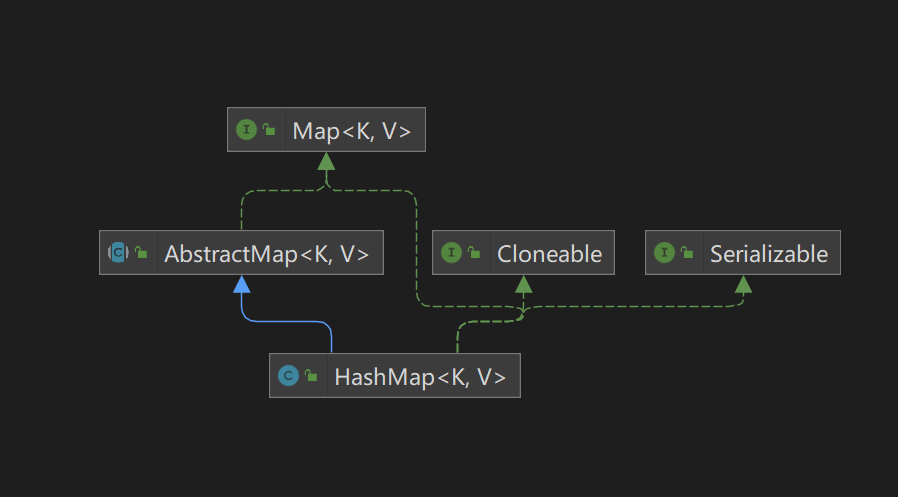 I Map<K, V>
C AbstractMap<K, V>
I Cloneable
I Serializable
C HashMap<K, V>